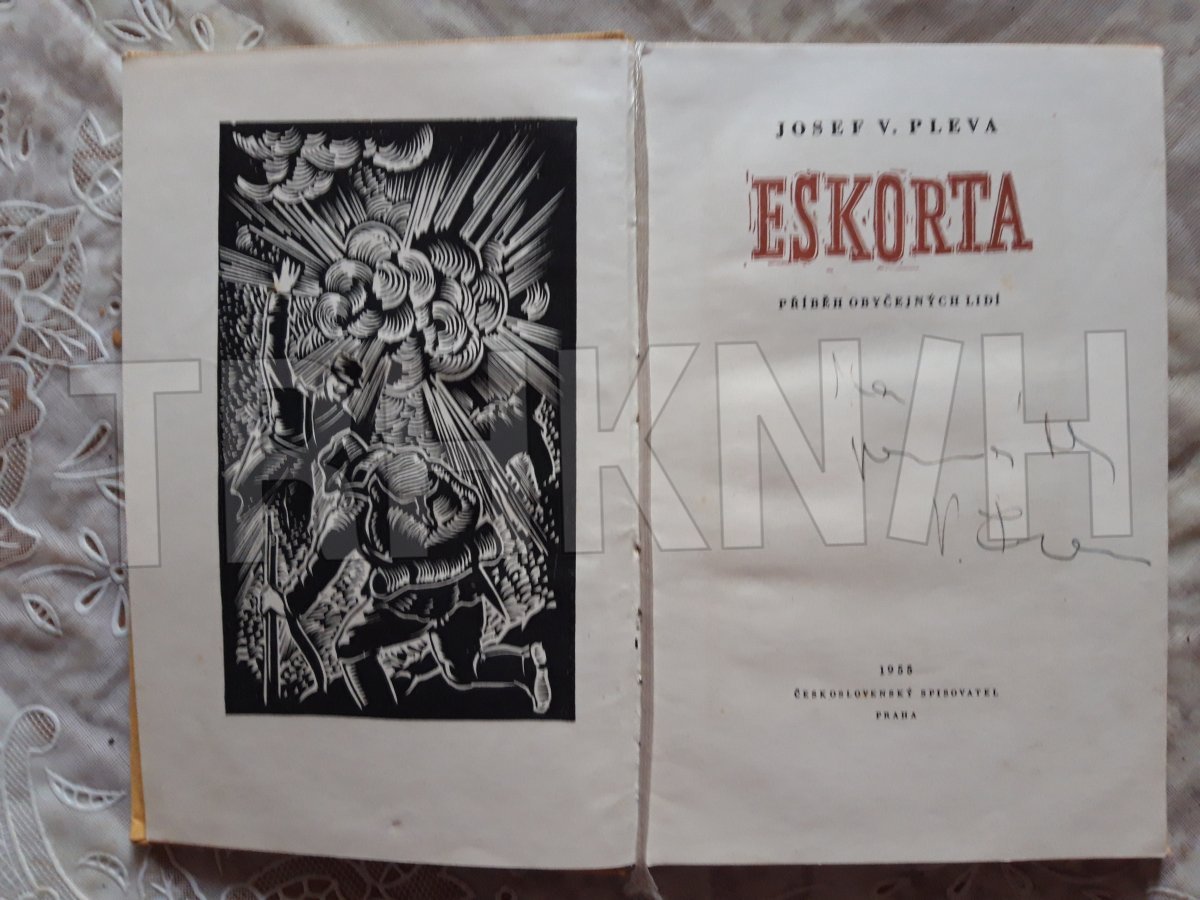 JOSEF V. PLEVA
ESKORTA
PŘÍBĚH OBYČEJNÝCH LIDÍ
1955
ČESKOSLOVENSKÝ SPISOVATEL
PRAHA